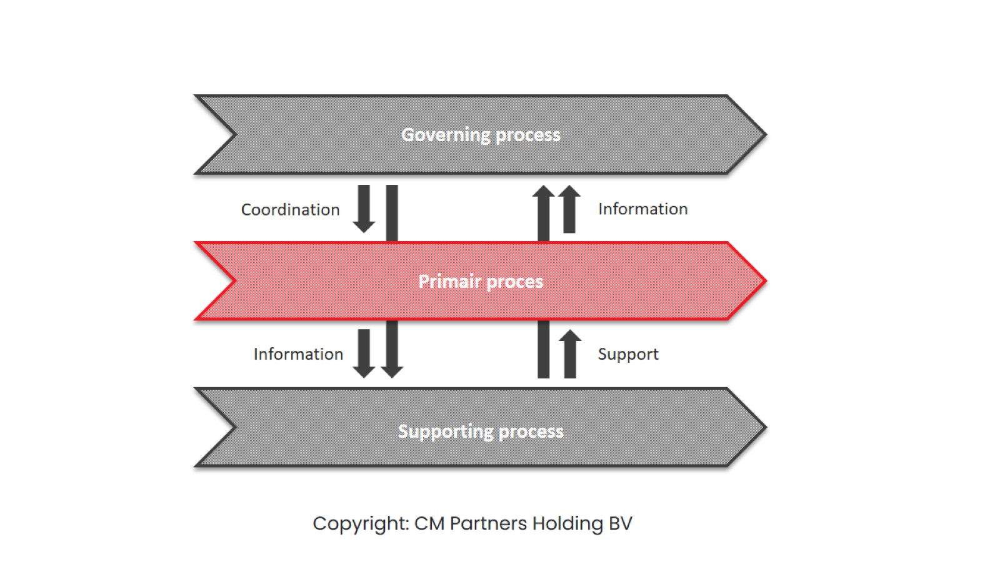 Governing process
Coordination
Information
Primair proces
Information
Support
Supporting process
Copyright: CM Partners Holding BV